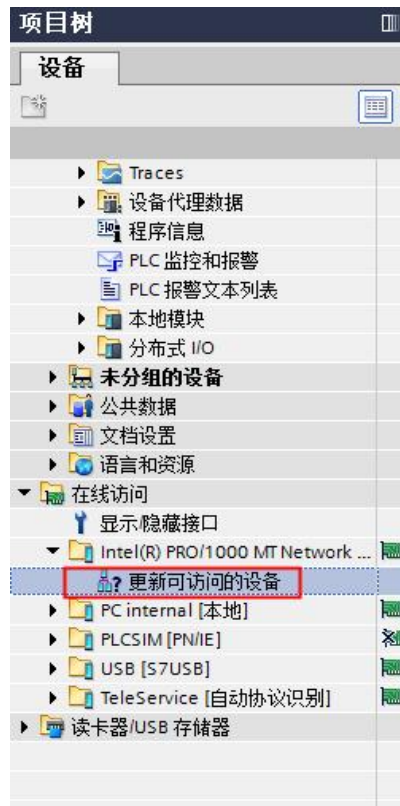 项目树
设备
Traces
设备代理数据
程序信息
PLC 监控和报警
PLC 报警文本列表
本地模块
分布式 I/O
未分组的设备
公共数据
文档设置
语言和资源
在线访问
显示/隐藏接口
Intel(R) PRO/1000 MT Network ...
更新可访问的设备
PC internal [本地]
PLCSIM [PN/IE]
USB [S7USB]
TeleService [自动协议识别]
读卡器/USB 存储器